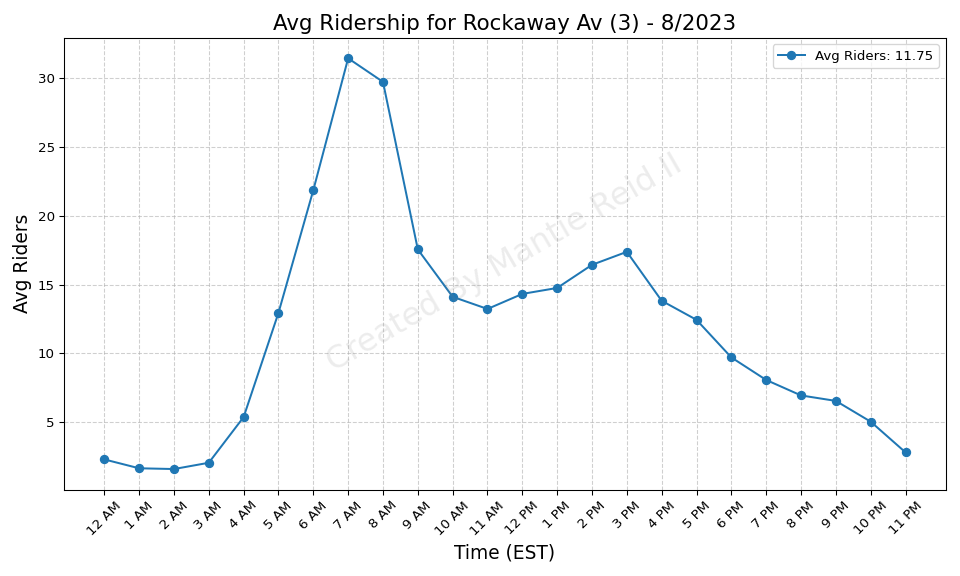 Avg Ridership for Rockaway Av (3) - 8/2023
Avg Riders: 11.75
Avg Riders
30
25
20
15
10
5
Created By Mantie Reid II
12 AM
1 AM
2 AM
3 AM
4 AM
5 AM
6 AM
7 AM
8 AM
9 AM
10 AM
11 AM
12 PM
1 PM
2 PM
3 PM
4 PM
5 PM
6 PM
7 PM
8 PM
9 PM
10 PM
11 PM
Time (EST)